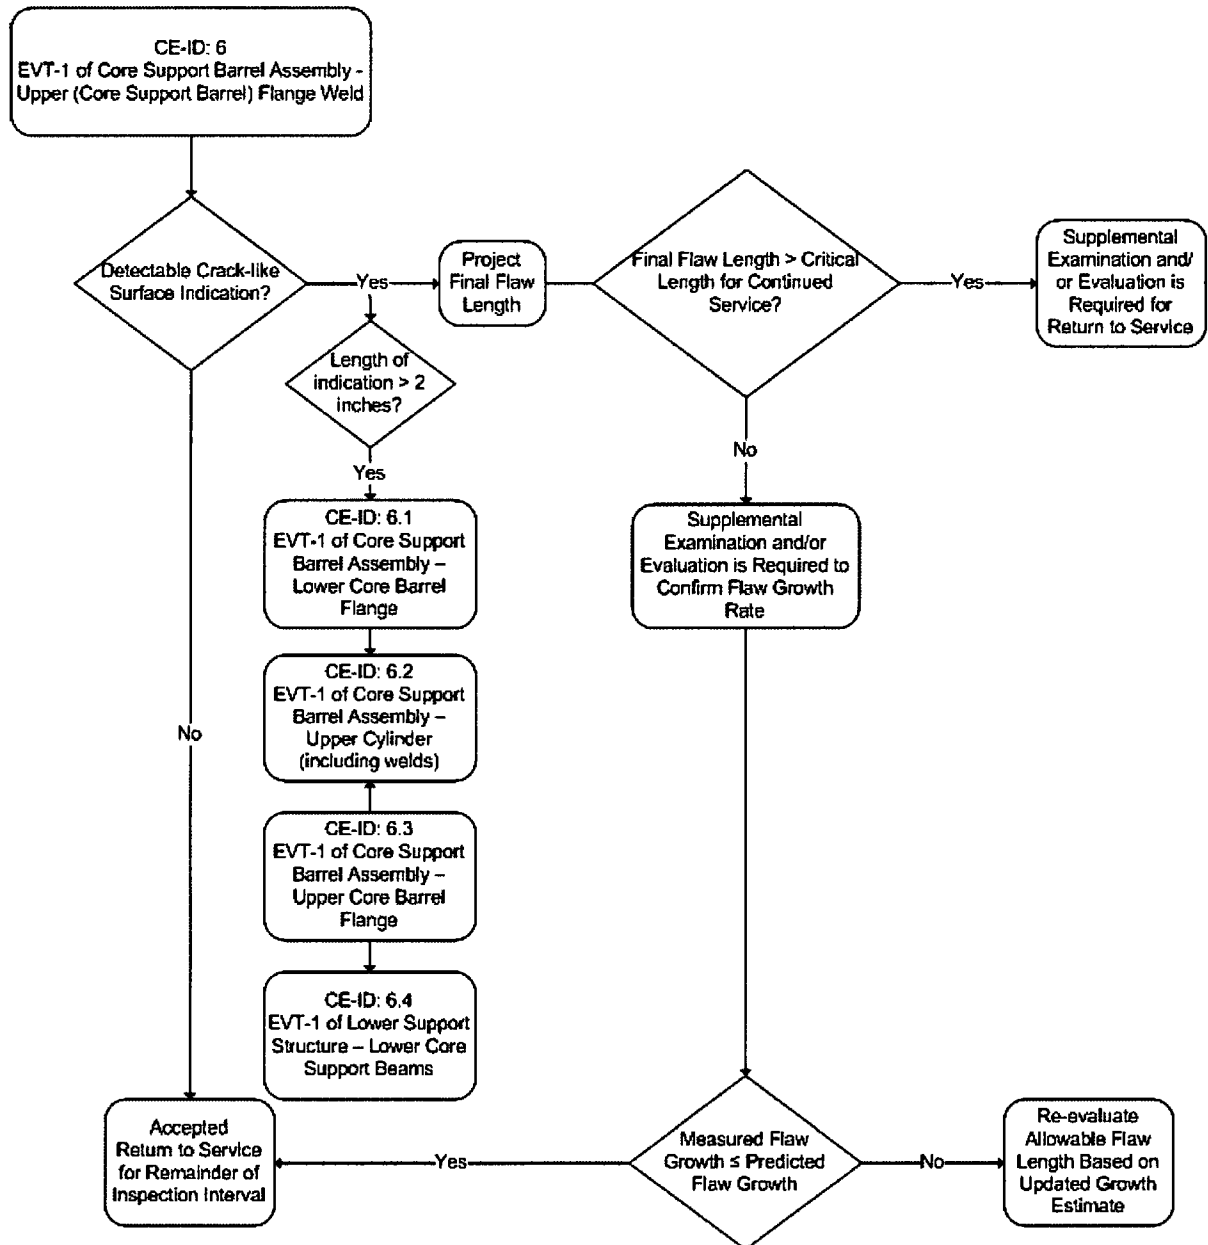 CE-ID: 6
EVT-1 of Core Support Barrel Assembly -
Upper (Core Support Barrel) Flange Weld
Detectable Crack-like
Surface Indication?
Yes
Project
Final Flaw
Length
Final Flaw Length > Critical
Length for Continued
Service?
Yes
Supplemental
Examination and/
or Evaluation is
Required for
Return to Service
Length of
indication > 2
inches?
Yes
No
CE-ID: 6.1
EVT-1 of Core Support
Barrel Assembly –
Lower Core Barrel
Flange
Supplemental
Examination and/or
Evaluation is Required to
Confirm Flaw Growth
Rate
CE-ID: 6.2
EVT-1 of Core Support
Barrel Assembly –
Upper Cylinder
(including welds)
No
CE-ID: 6.3
EVT-1 of Core Support
Barrel Assembly –
Upper Core Barrel
Flange
CE-ID: 6.4
EVT-1 of Lower Support
Structure – Lower Core
Support Beams
Accepted
Return to Service
for Remainder of
Inspection Interval
Yes
Measured Flaw
Growth ≤ Predicted
Flaw Growth
No
Re-evaluate
Allowable Flaw
Length Based on
Updated Growth
Estimate